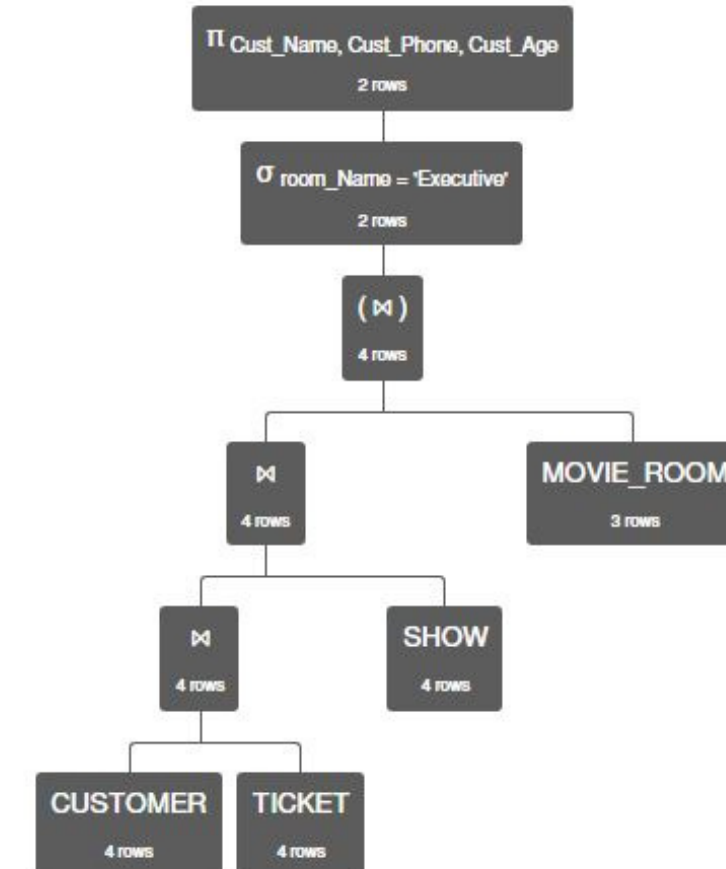 π Cust_Name, Cust_Phone, Cust_Age
2 rows
σ room_Name = 'Executive'
2 rows
( ⋈ )
4 rows
⋈
4 rows
MOVIE_ROOM
3 rows
⋈
4 rows
SHOW
4 rows
CUSTOMER
4 rows
TICKET
4 rows